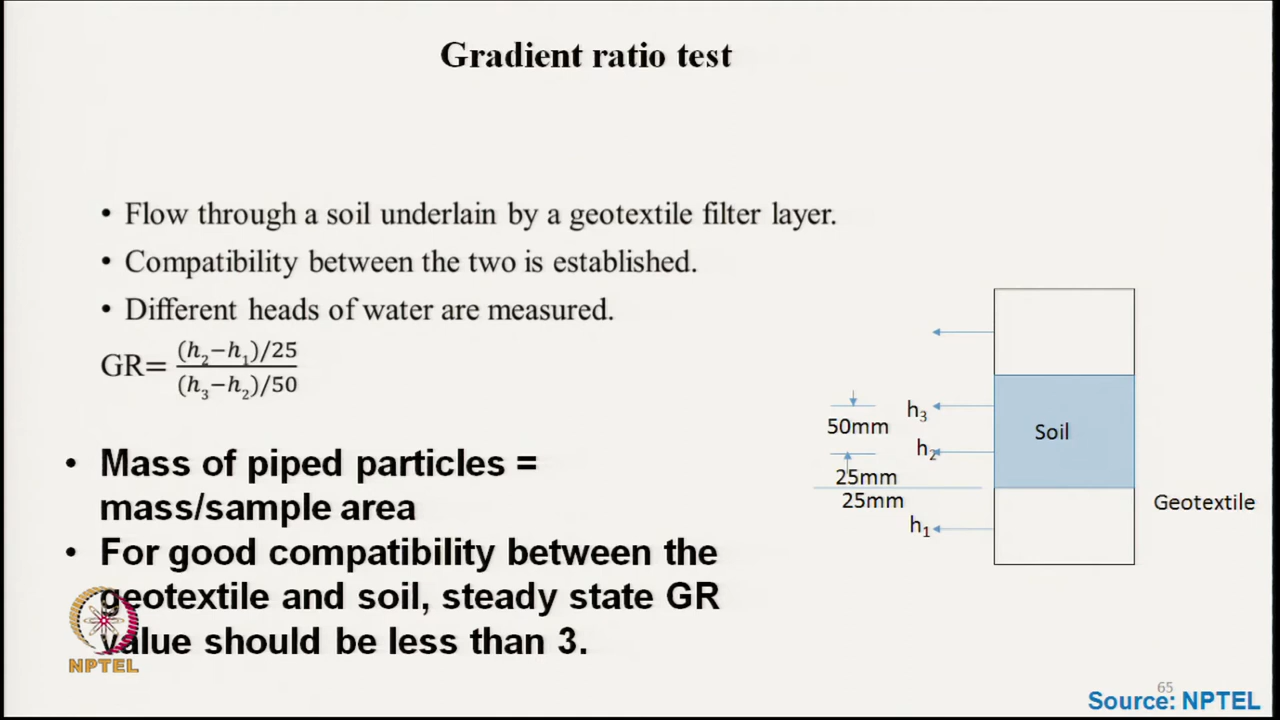 Gradient ratio test
• Flow through a soil underlain by a geotextile filter layer.
• Compatibility between the two is established.
• Different heads of water are measured.
GR= (h₂−h₁)/25
(h₃−h₂)/50
• Mass of piped particles =
mass/sample area
• For good compatibility between the
geotextile and soil, steady state GR
value should be less than 3.
h₃
50mm
Soil
h₂
25mm
25mm
Geotextile
h₁
NPTEL
65
Source: NPTEL